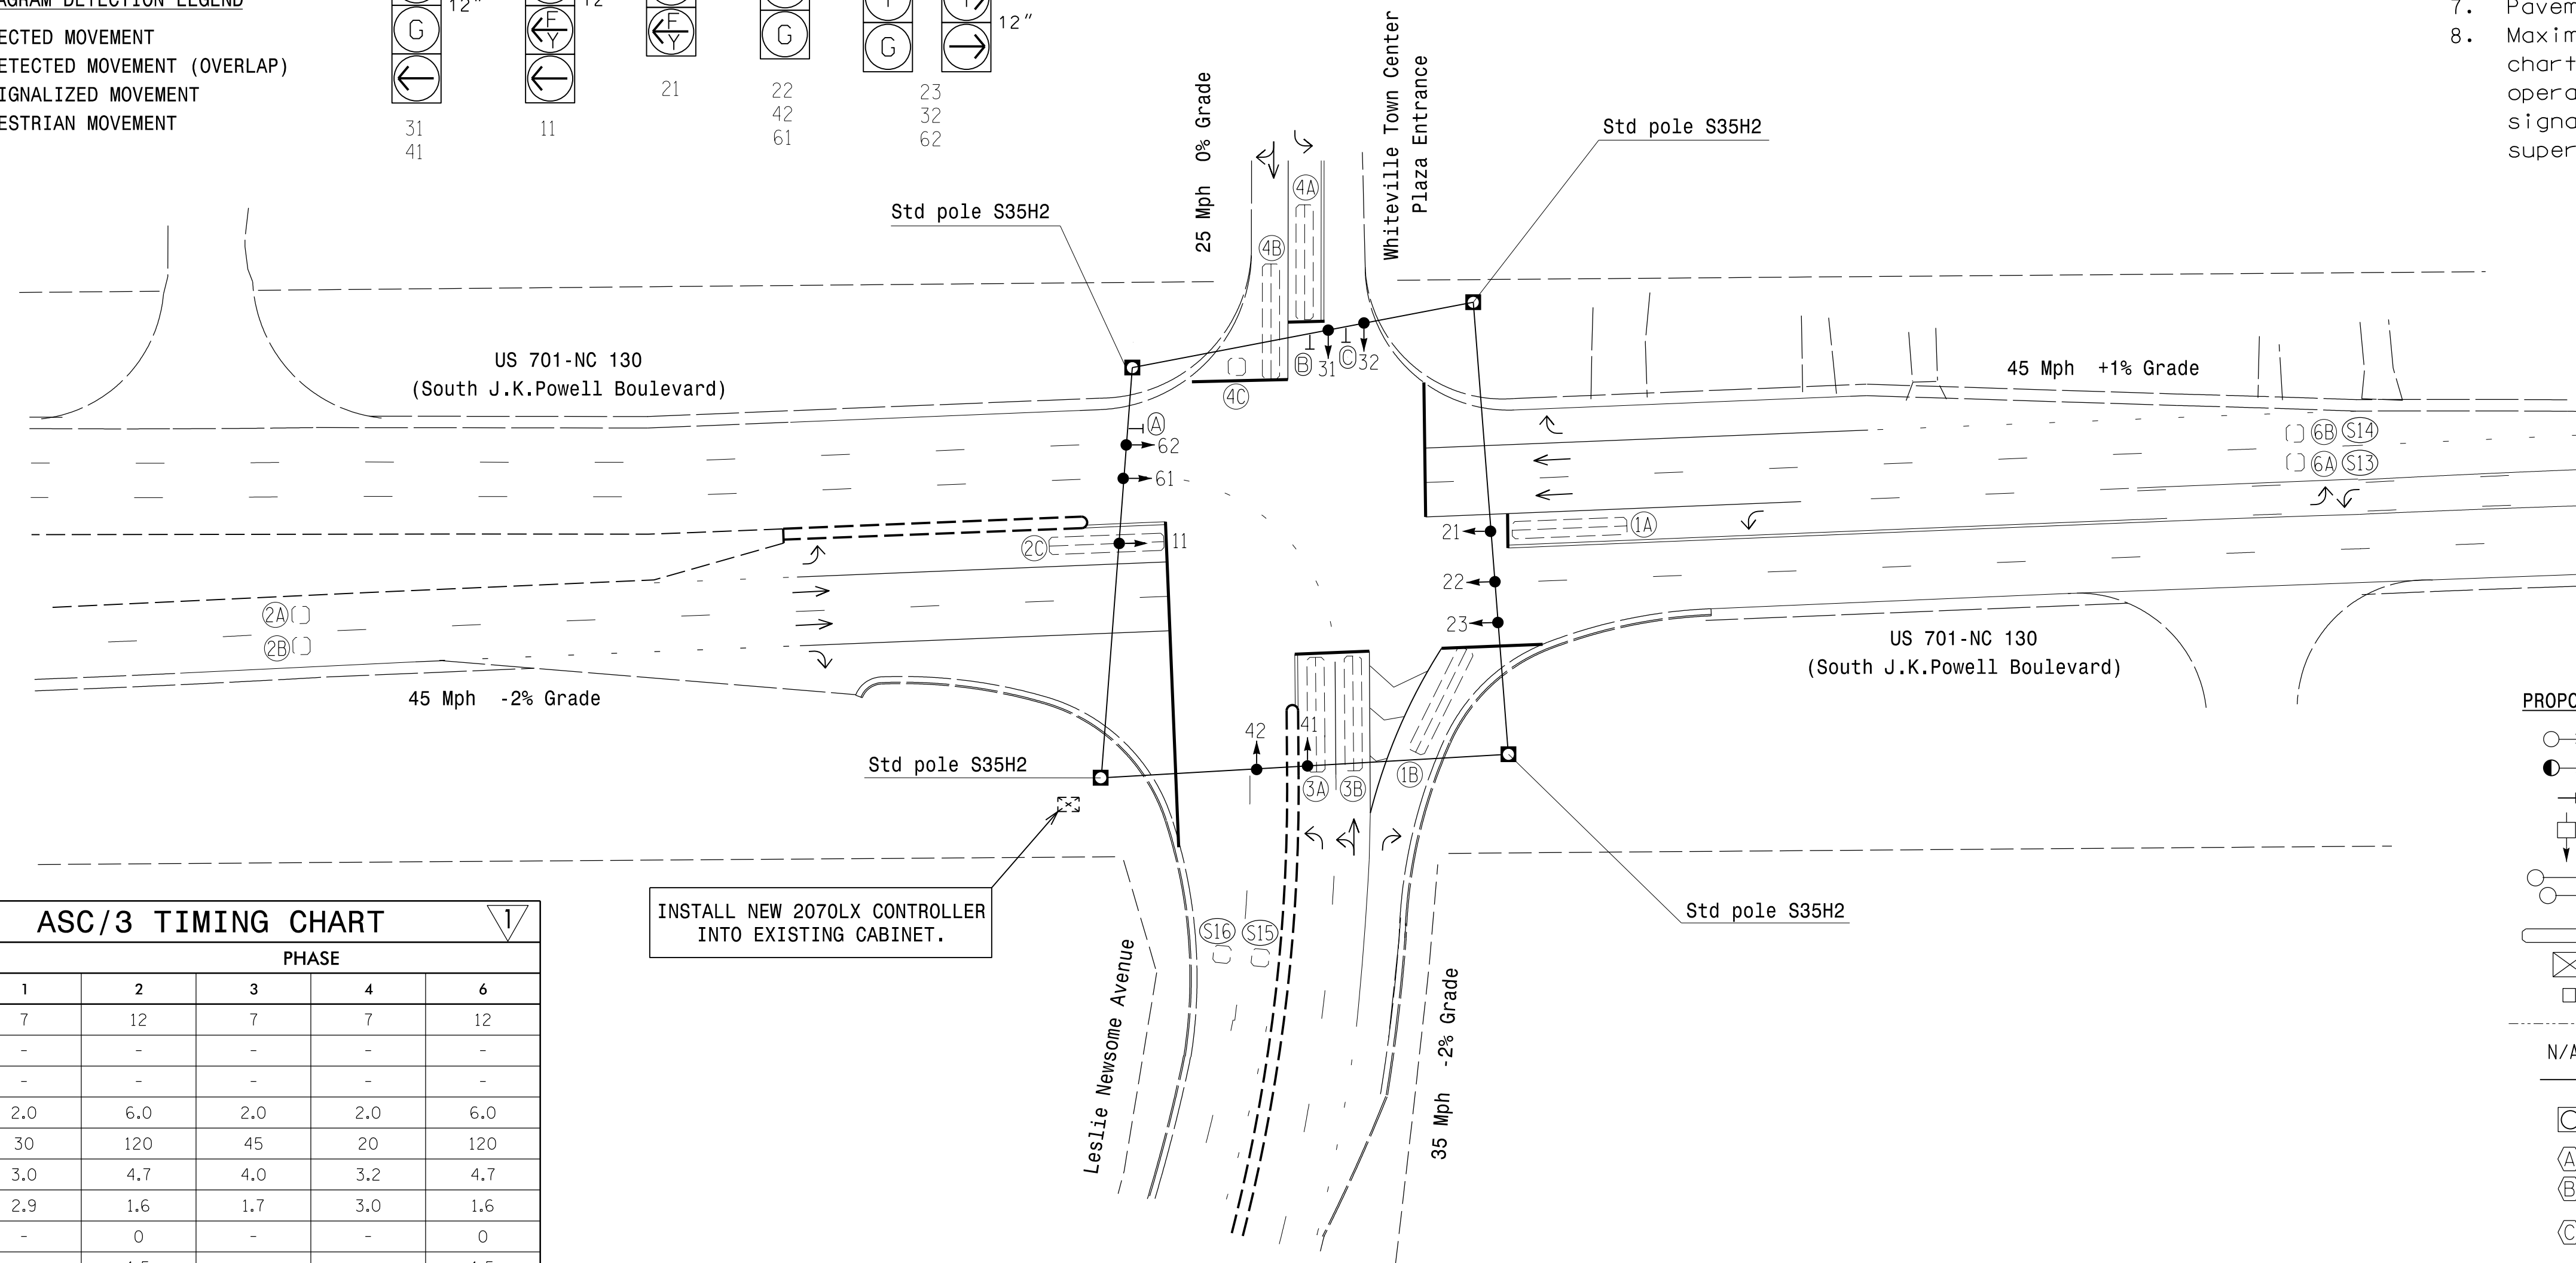 ECTED MOVEMENT
ETECTED MOVEMENT (OVERLAP)
IGNALIZED MOVEMENT
ESTRIAN MOVEMENT
G
12"
F
Y
F
Y
G
G
12"
31
41
11
21
22
42
61
23
32
62
25 Mph 0% Grade
Whiteville Town Center
Plaza Entrance
Std pole S35H2
Std pole S35H2
7. Pavem
8. Maxim
chart
opera
signa
super
4A
4B
4C
B
31
C
32
US 701-NC 130
(South J.K.Powell Boulevard)
45 Mph +1% Grade
A
62
61
6B S14
6A S13
21
1A
2C
11
22
2A
2B
23
US 701-NC 130
(South J.K.Powell Boulevard)
45 Mph -2% Grade
42
41
Std pole S35H2
3A
3B
1B
Std pole S35H2
INSTALL NEW 2070LX CONTROLLER
INTO EXISTING CABINET.
S16
S15
Leslie Newsome Avenue
35 Mph -2% Grade
PROPO
N/A
A
B
C
ASC/3 TIMING CHART 1
PHASE
1 2 3 4 6
7 12 7 7 12
- - - - -
- - - - -
2.0 6.0 2.0 2.0 6.0
30 120 45 20 120
3.0 4.7 4.0 3.2 4.7
2.9 1.6 1.7 3.0 1.6
- 0 - - 0